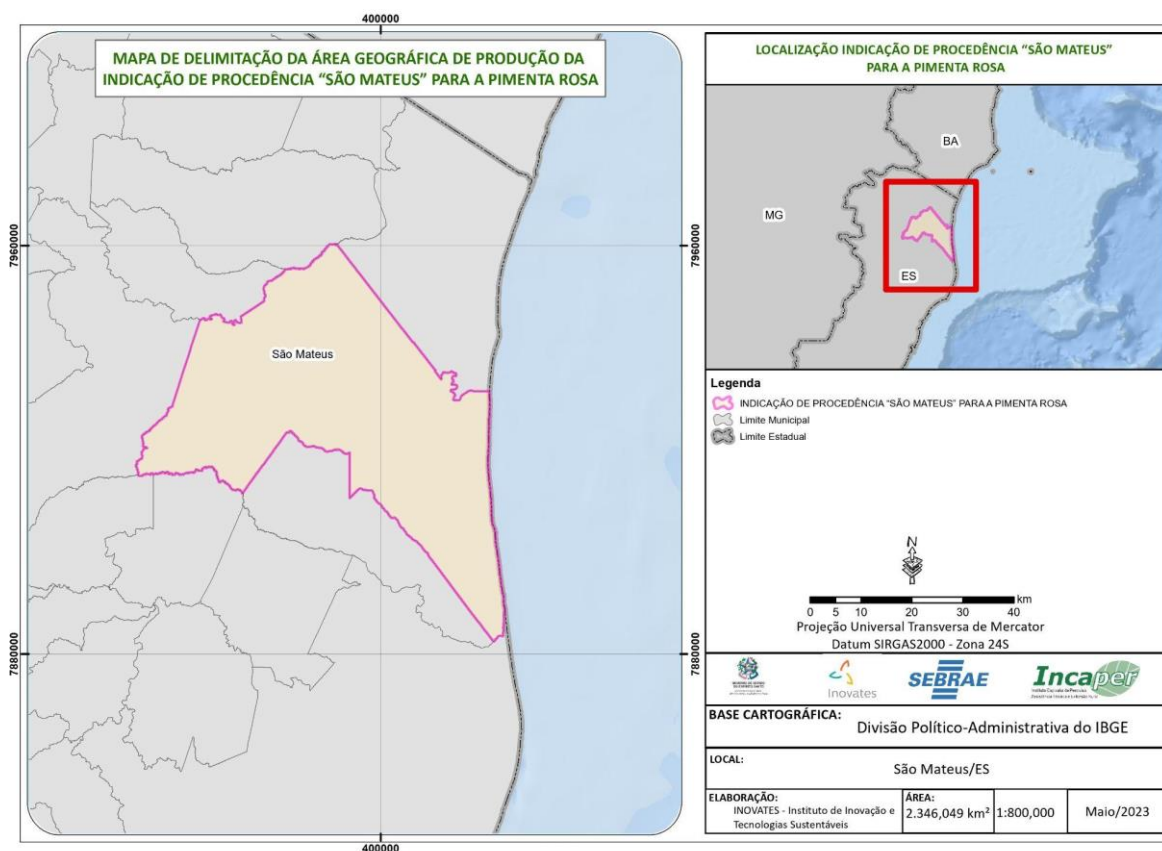 400000
MAPA DE DELIMITAÇÃO DA ÁREA GEOGRÁFICA DE PRODUÇÃO DA
INDICAÇÃO DE PROCEDÊNCIA “SÃO MATEUS” PARA A PIMENTA ROSA
7960000
7960000
São Mateus
7880000
7880000
400000
LOCALIZAÇÃO INDICAÇÃO DE PROCEDÊNCIA “SÃO MATEUS”
PARA A PIMENTA ROSA
BA
MG
ES
Legenda
INDICAÇÃO DE PROCEDÊNCIA “SÃO MATEUS” PARA A PIMENTA ROSA
Limite Municipal
Limite Estadual
N
km
0 5 10 20 30 40
Projeção Universal Transversa de Mercator
Datum SIRGAS2000 - Zona 24S
Inovates
SEBRAE
Incaper
BASE CARTOGRÁFICA:
Divisão Político-Administrativa do IBGE
LOCAL:
São Mateus/ES
ELABORAÇÃO:
INOVATES - Instituto de Inovação e
Tecnologias Sustentáveis
ÁREA:
2.346,049 km²
1:800,000
Maio/2023